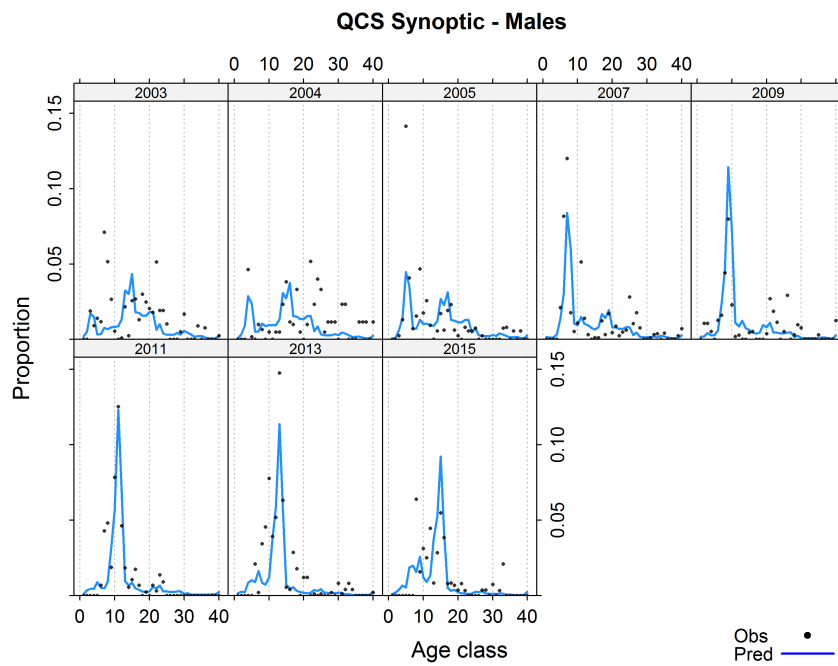 QCS Synoptic - Males
0 10 20 30 40 0 10 20 30 40
2003 2004 2005 2007 2009
0.15
0.10
0.05
Proportion
2011 2013 2015
0.15
0.10
0.05
0 10 20 30 40 0 10 20 30 40
Age class
Obs
Pred